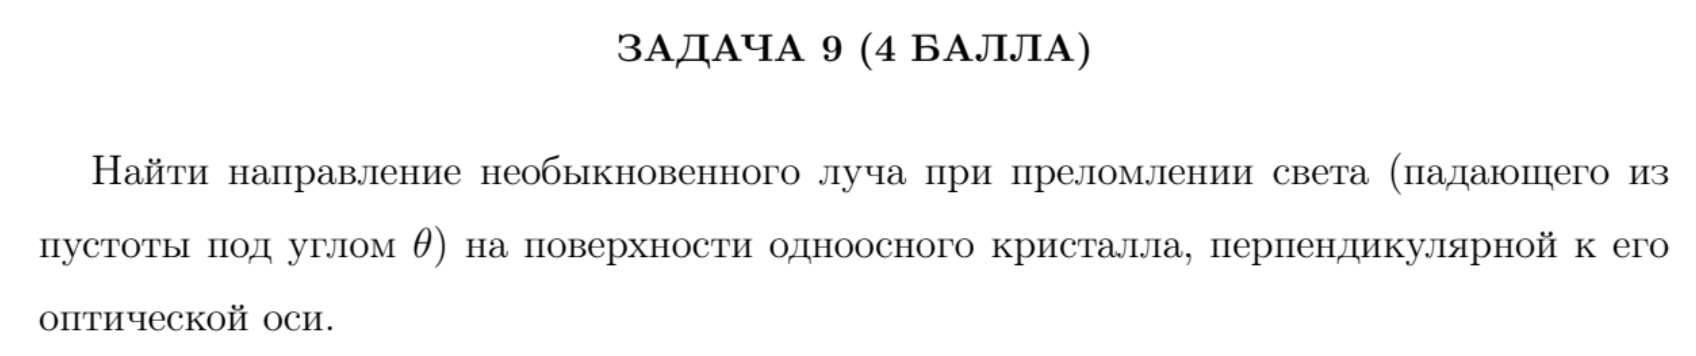 ЗАДАЧА 9 (4 БАЛЛА)
Найти направление необыкновенного луча при преломлении света (падающего из
пустоты под углом θ) на поверхности одноосного кристалла, перпендикулярной к его
оптической оси.